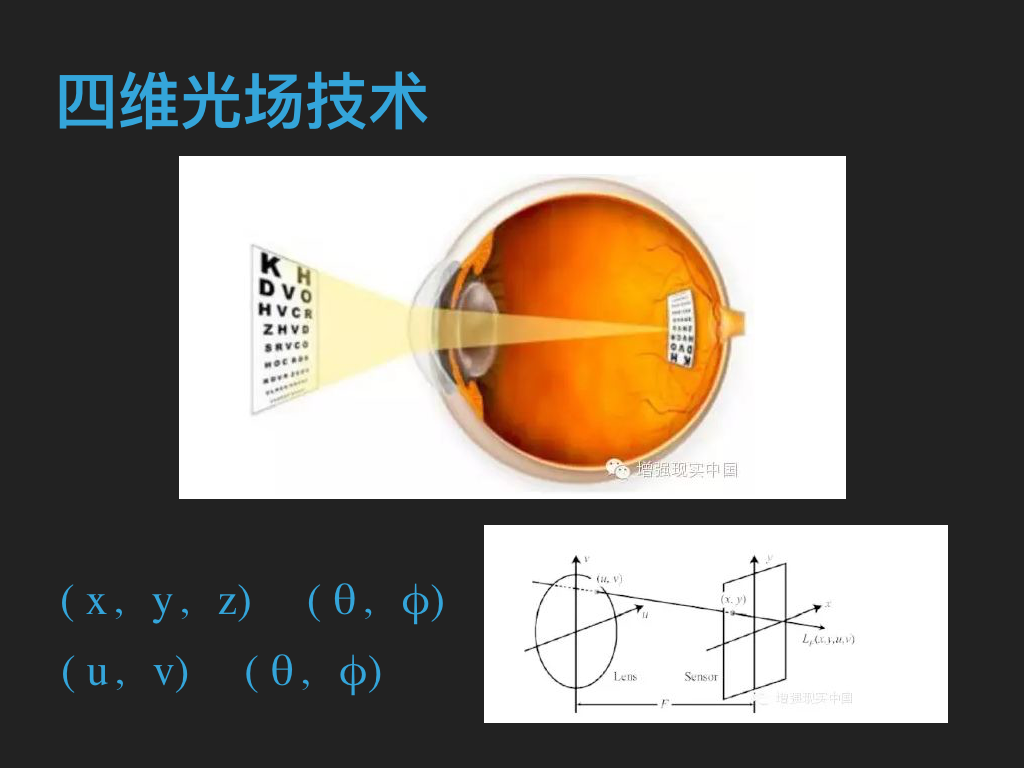 四维光场技术
K H
D V O
H V C R
Z H V D
S R V C O
增强现实中国
( x, y, z) ( θ, ϕ)
( u, v) ( θ, ϕ)
v
y
(u, v)
(x, y)
x
u
L_F(x,y,u,v)
Lens
Sensor
增强现实中国
F